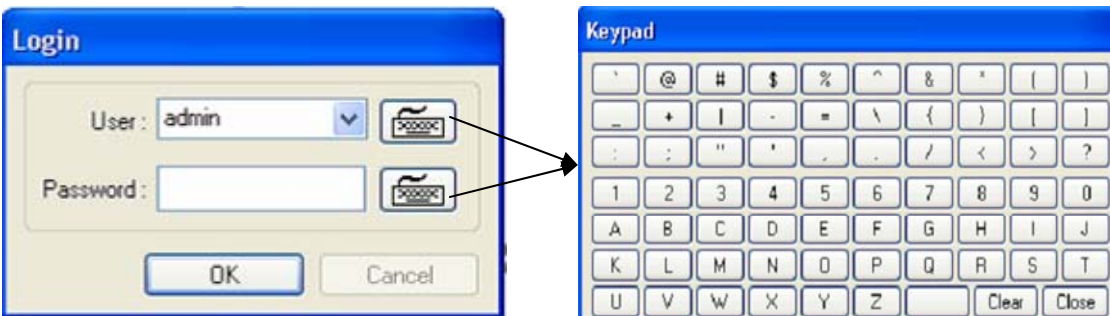 Login
User : admin
Password :
OK Cancel
Keypad
` @ # $ % ^ & * ( )
_ + | - = \ { } [ ]
: ; " ' , . / < > ?
1 2 3 4 5 6 7 8 9 0
A B C D E F G H I J
K L M N O P Q R S T
U V W X Y Z Clear Close